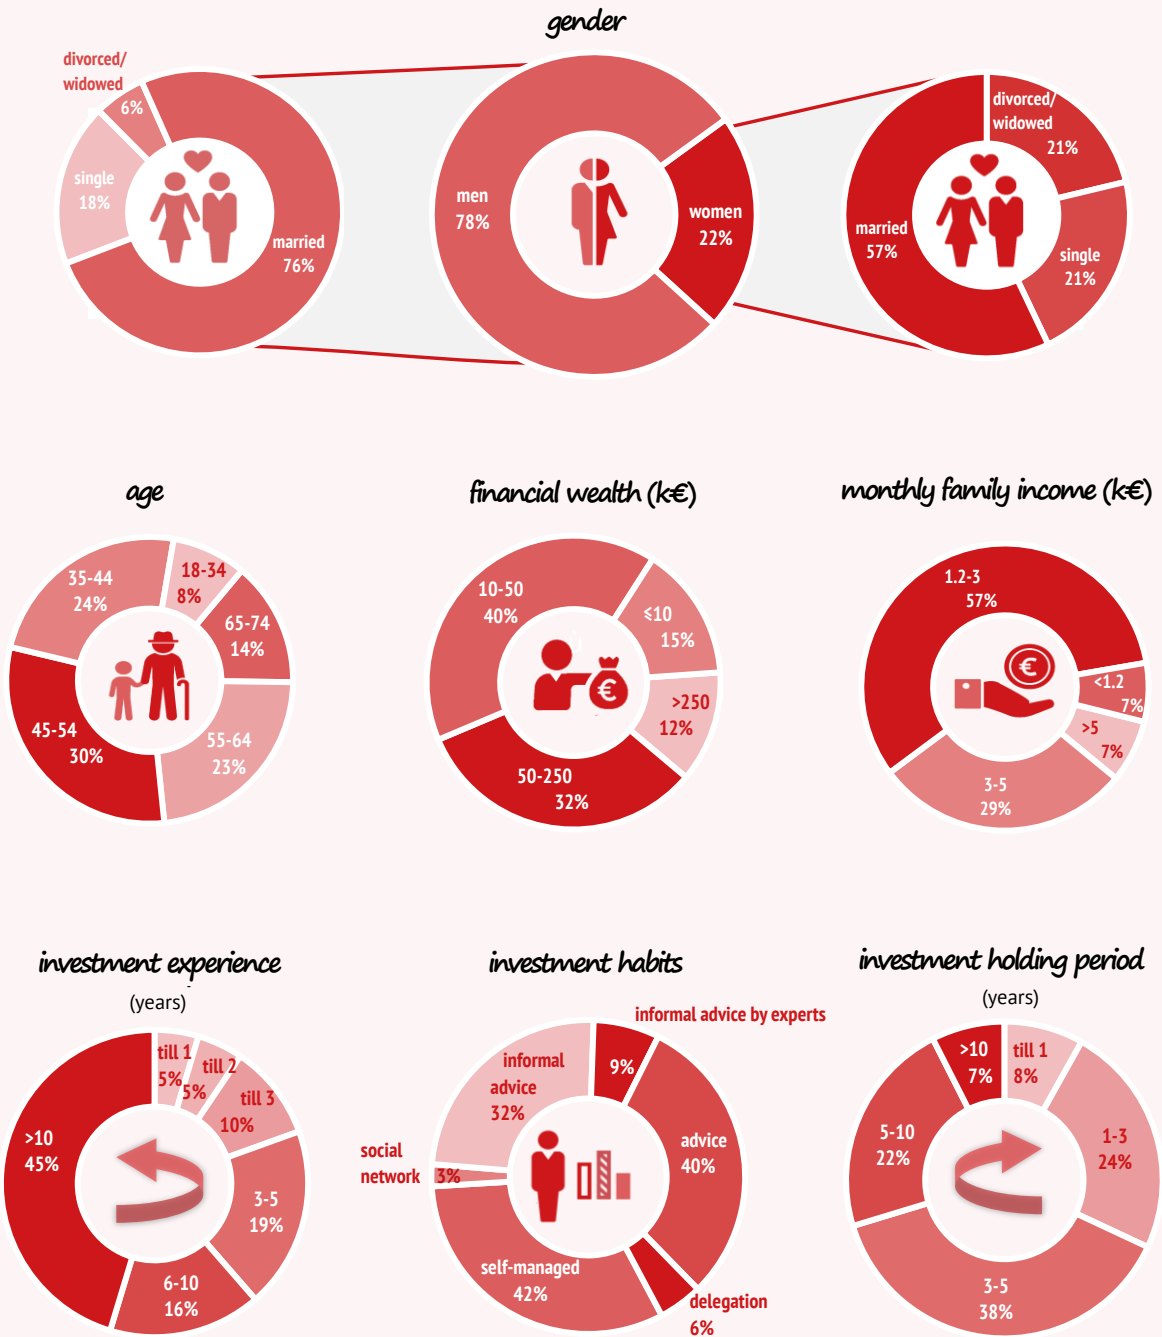 gender
divorced/
widowed
6%
single
18%
married
76%
men
78%
women
22%
divorced/
widowed
21%
married
57%
single
21%
age
35-44
24%
18-34
8%
65-74
14%
45-54
30%
55-64
23%
financial wealth (k€)
10-50
40%
≤10
15%
>250
12%
50-250
32%
€
monthly family income (k€)
1.2-3
57%
<1.2
7%
>5
7%
3-5
29%
€
investment experience
(years)
till 1
5%
till 2
5%
till 3
10%
>10
45%
3-5
19%
6-10
16%
investment habits
informal advice by experts
9%
informal
advice
32%
advice
40%
social
network
3%
self-managed
42%
delegation
6%
investment holding period
(years)
>10
7%
till 1
8%
5-10
22%
1-3
24%
3-5
38%